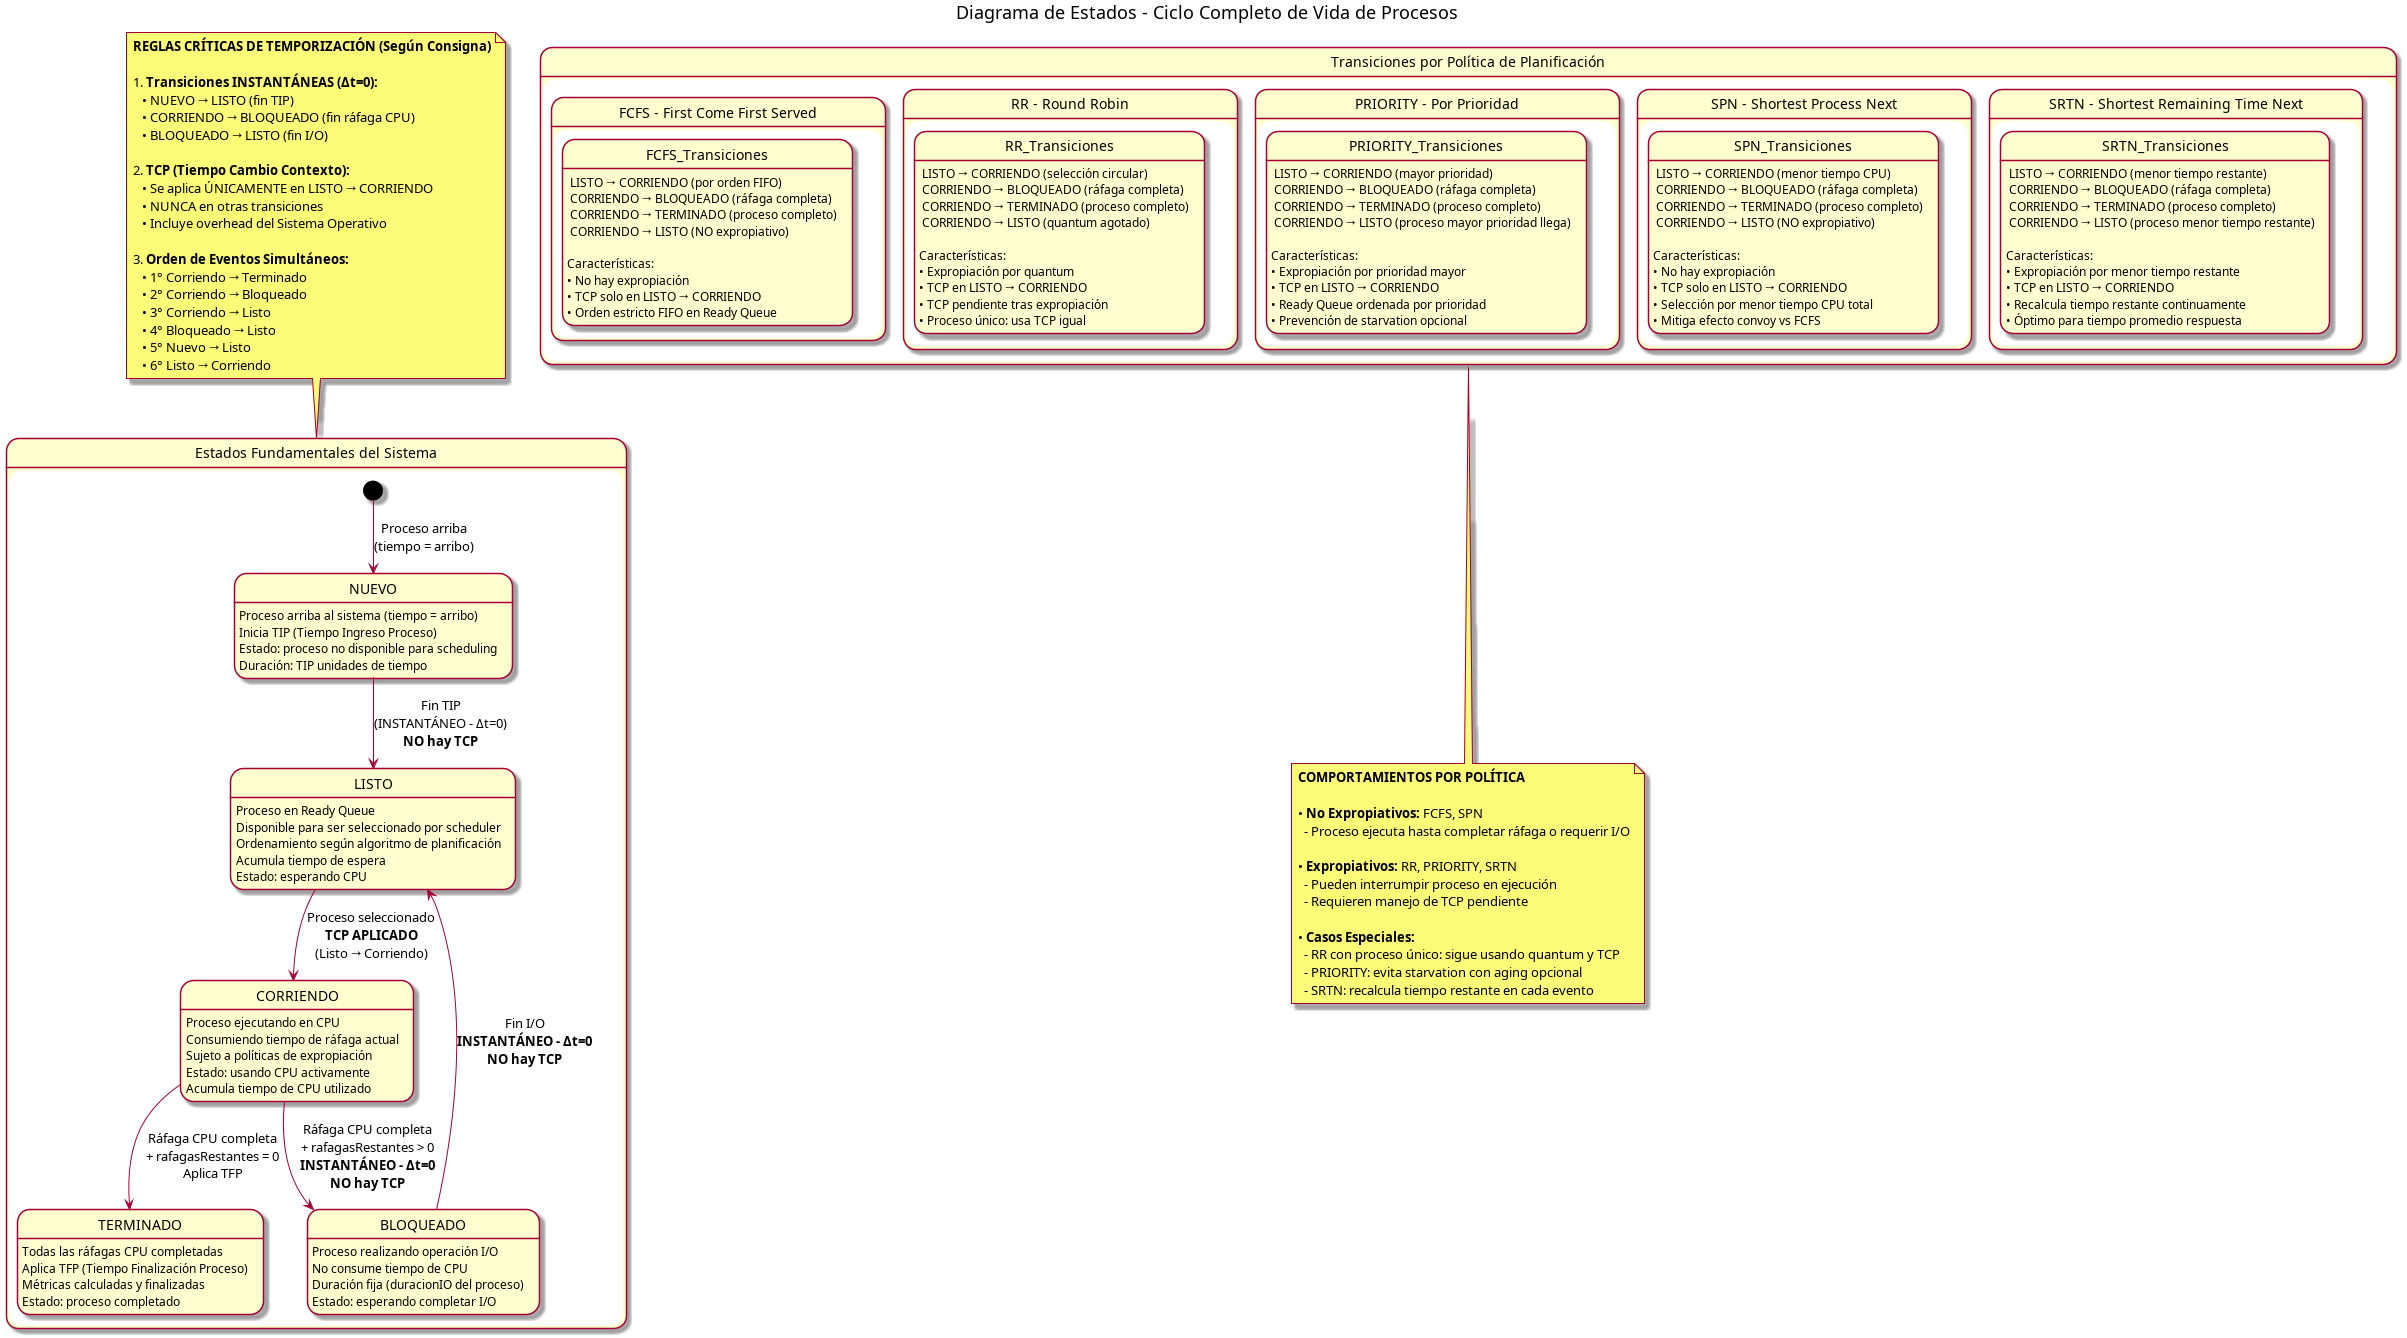 Diagrama de Estados - Ciclo Completo de Vida de Procesos
REGLAS CRÍTICAS DE TEMPORIZACIÓN (Según Consigna)
1. Transiciones INSTANTÁNEAS (Δt=0):
• NUEVO → LISTO (fin TIP)
• CORRIENDO → BLOQUEADO (fin ráfaga CPU)
• BLOQUEADO → LISTO (fin I/O)
2. TCP (Tiempo Cambio Contexto):
• Se aplica ÚNICAMENTE en LISTO → CORRIENDO
• NUNCA en otras transiciones
• Incluye overhead del Sistema Operativo
3. Orden de Eventos Simultáneos:
• 1° Corriendo → Terminado
• 2° Corriendo → Bloqueado
• 3° Corriendo → Listo
• 4° Bloqueado → Listo
• 5° Nuevo → Listo
• 6° Listo → Corriendo
Transiciones por Política de Planificación
FCFS - First Come First Served
FCFS_Transiciones
LISTO → CORRIENDO (por orden FIFO)
CORRIENDO → BLOQUEADO (ráfaga completa)
CORRIENDO → TERMINADO (proceso completo)
CORRIENDO → LISTO (NO expropiativo)
Características:
• No hay expropiación
• TCP solo en LISTO → CORRIENDO
• Orden estricto FIFO en Ready Queue
RR - Round Robin
RR_Transiciones
LISTO → CORRIENDO (selección circular)
CORRIENDO → BLOQUEADO (ráfaga completa)
CORRIENDO → TERMINADO (proceso completo)
CORRIENDO → LISTO (quantum agotado)
Características:
• Expropiación por quantum
• TCP en LISTO → CORRIENDO
• TCP pendiente tras expropiación
• Proceso único: usa TCP igual
PRIORITY - Por Prioridad
PRIORITY_Transiciones
LISTO → CORRIENDO (mayor prioridad)
CORRIENDO → BLOQUEADO (ráfaga completa)
CORRIENDO → TERMINADO (proceso completo)
CORRIENDO → LISTO (proceso mayor prioridad llega)
Características:
• Expropiación por prioridad mayor
• TCP en LISTO → CORRIENDO
• Ready Queue ordenada por prioridad
• Prevención de starvation opcional
SPN - Shortest Process Next
SPN_Transiciones
LISTO → CORRIENDO (menor tiempo CPU)
CORRIENDO → BLOQUEADO (ráfaga completa)
CORRIENDO → TERMINADO (proceso completo)
CORRIENDO → LISTO (NO expropiativo)
Características:
• No hay expropiación
• TCP solo en LISTO → CORRIENDO
• Selección por menor tiempo CPU total
• Mitiga efecto convoy vs FCFS
SRTN - Shortest Remaining Time Next
SRTN_Transiciones
LISTO → CORRIENDO (menor tiempo restante)
CORRIENDO → BLOQUEADO (ráfaga completa)
CORRIENDO → TERMINADO (proceso completo)
CORRIENDO → LISTO (proceso menor tiempo restante)
Características:
• Expropiación por menor tiempo restante
• TCP en LISTO → CORRIENDO
• Recalcula tiempo restante continuamente
• Óptimo para tiempo promedio respuesta
Estados Fundamentales del Sistema
Proceso arriba
(tiempo = arribo)
NUEVO
Proceso arriba al sistema (tiempo = arribo)
Inicia TIP (Tiempo Ingreso Proceso)
Estado: proceso no disponible para scheduling
Duración: TIP unidades de tiempo
Fin TIP
(INSTANTÁNEO - Δt=0)
NO hay TCP
LISTO
Proceso en Ready Queue
Disponible para ser seleccionado por scheduler
Ordenamiento según algoritmo de planificación
Acumula tiempo de espera
Estado: esperando CPU
Proceso seleccionado
TCP APLICADO
(Listo → Corriendo)
CORRIENDO
Proceso ejecutando en CPU
Consumiendo tiempo de ráfaga actual
Sujeto a políticas de expropiación
Estado: usando CPU activamente
Acumula tiempo de CPU utilizado
Fin I/O
INSTANTÁNEO - Δt=0
NO hay TCP
Ráfaga CPU completa
+ rafagasRestantes = 0
Aplica TFP
Ráfaga CPU completa
+ rafagasRestantes > 0
INSTANTÁNEO - Δt=0
NO hay TCP
TERMINADO
Todas las ráfagas CPU completadas
Aplica TFP (Tiempo Finalización Proceso)
Métricas calculadas y finalizadas
Estado: proceso completado
BLOQUEADO
Proceso realizando operación I/O
No consume tiempo de CPU
Duración fija (duracionIO del proceso)
Estado: esperando completar I/O
COMPORTAMIENTOS POR POLÍTICA
• No Expropiativos: FCFS, SPN
- Proceso ejecuta hasta completar ráfaga o requerir I/O
• Expropiativos: RR, PRIORITY, SRTN
- Pueden interrumpir proceso en ejecución
- Requieren manejo de TCP pendiente
• Casos Especiales:
- RR con proceso único: sigue usando quantum y TCP
- PRIORITY: evita starvation con aging opcional
- SRTN: recalcula tiempo restante en cada evento